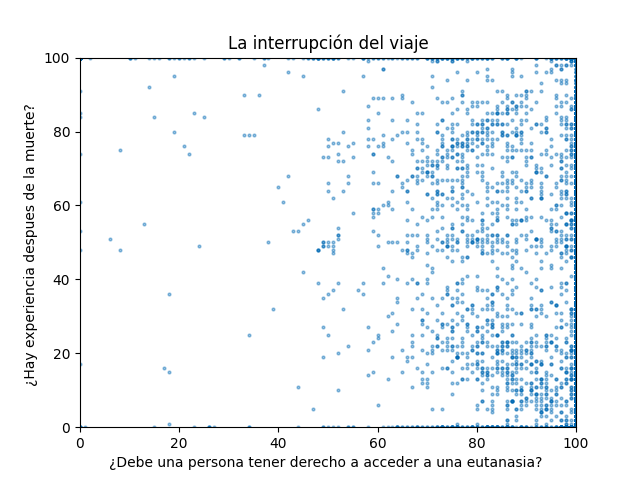 La interrupción del viaje
100
80
60
40
20
0
¿Hay experiencia despues de la muerte?
0 20 40 60 80 100
¿Debe una persona tener derecho a acceder a una eutanasia?